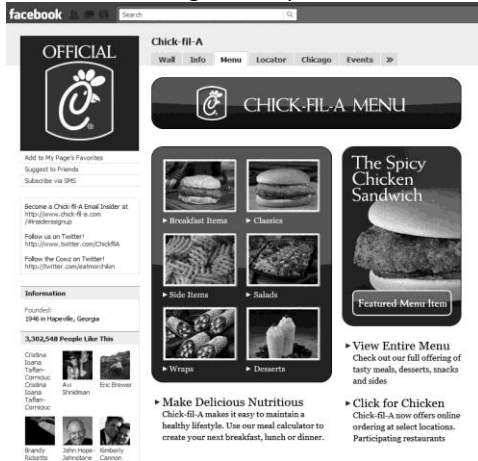 facebook
Search
OFFICIAL
Chick-fil-A
Wall Info Menu Locator Chicago Events »
CHICK-FIL-A MENU
Add to My Page's Favorites
Suggest to Friends
Subscribe via SMS
Become a Chick-fil-A Email Insider at
http://www.chick-fil-a.com
/#insiderssignup
Follow us on Twitter!
http://www.twitter.com/ChickfilA
Follow the Cowz on Twitter!
http://twitter.com/eatmorchikin
Information
Founded:
1946 in Hapeville, Georgia
3,302,548 People Like This
Cristina
Ioana
Taflan-
Corniduc
Cristina
Ioana
Taflan-
Corniduc
Avi
Shnidman
Eric Brewer
Brandy
Ricketts
John Hope-
Johnstone
Kimberly
Cannon
▸ Breakfast Items
▸ Classics
▸ Side Items
▸ Salads
▸ Wraps
▸ Desserts
The Spicy
Chicken
Sandwich
Featured Menu Item
▸ Make Delicious Nutritious
Chick-fil-A makes it easy to maintain a
healthy lifestyle. Use our meal calculator to
create your next breakfast, lunch or dinner.
▸ View Entire Menu
Check out our full offering of
tasty meals, desserts, snacks
and sides
▸ Click for Chicken
Chick-fil-A now offers online
ordering at select locations.
Participating restaurants